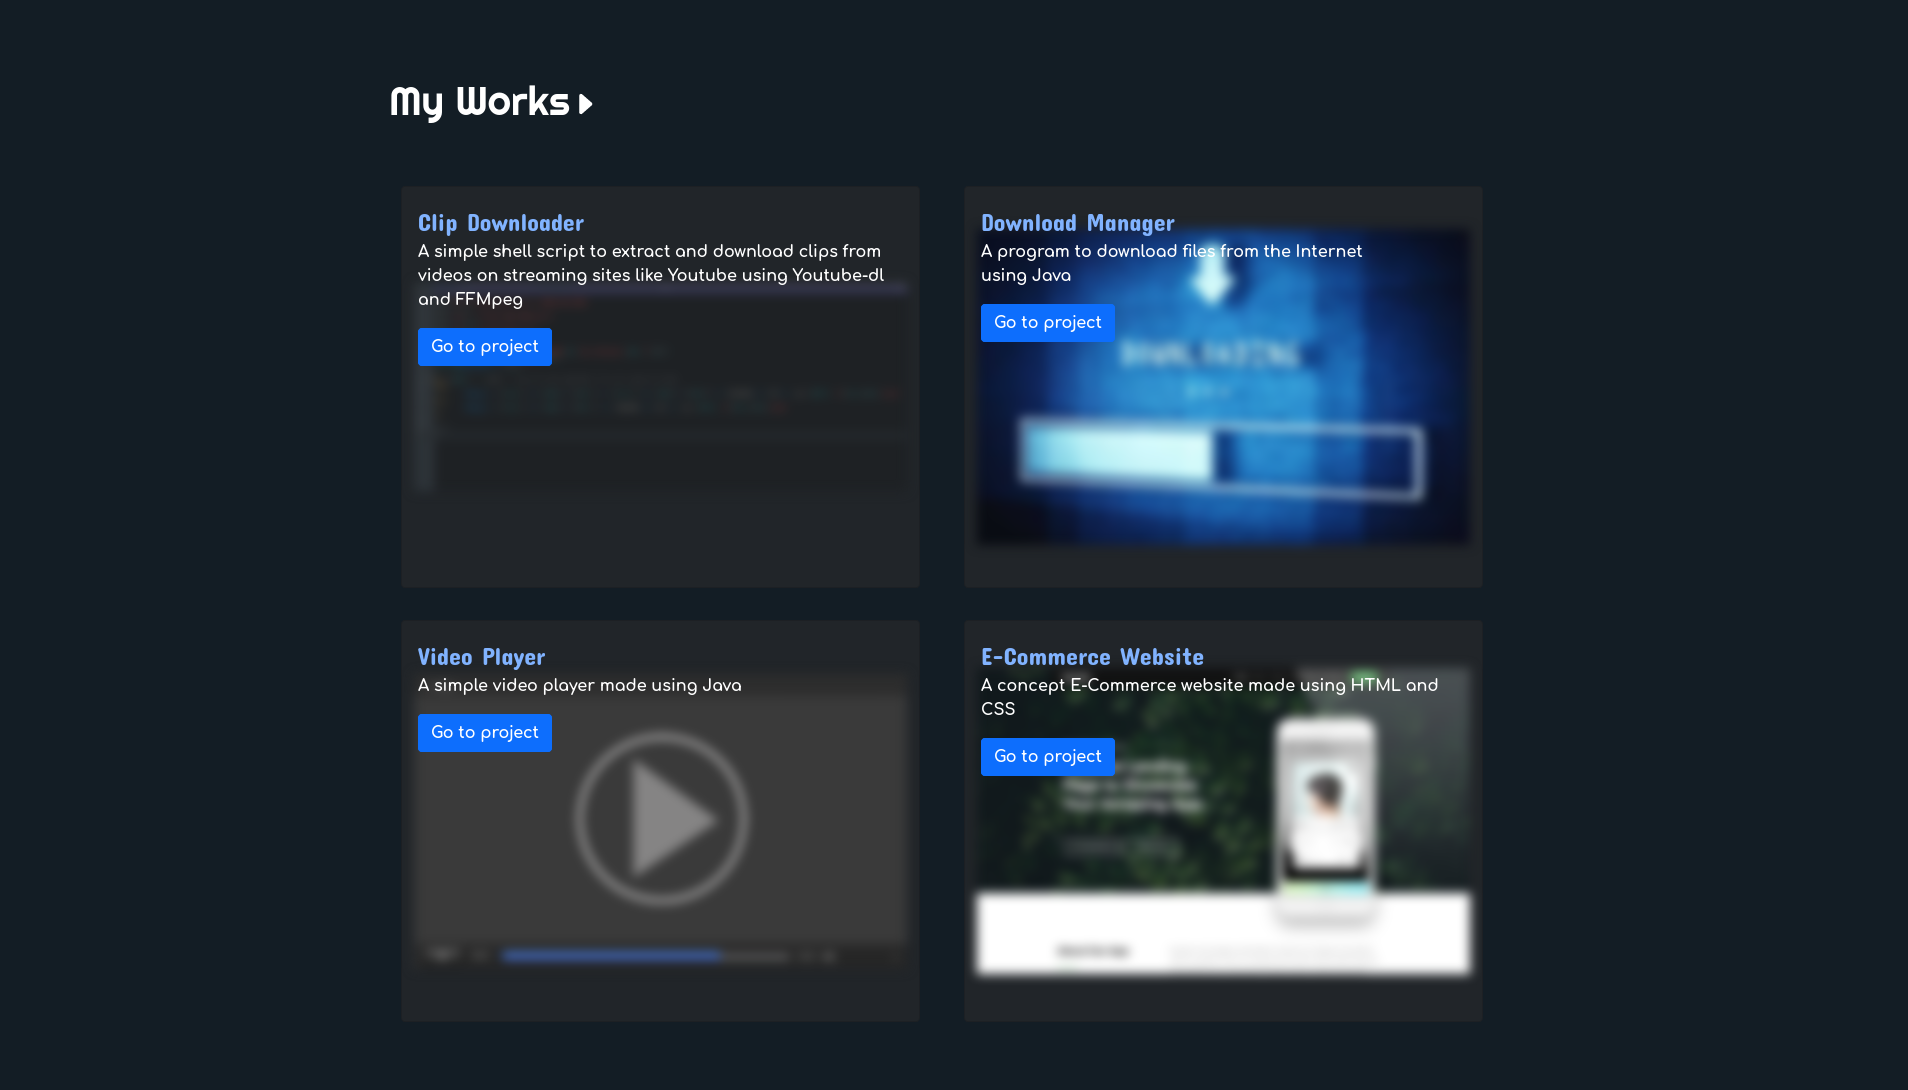 My Works
Clip Downloader
A simple shell script to extract and download clips from
videos on streaming sites like Youtube using Youtube-dl
and FFMpeg
Go to project
Download Manager
A program to download files from the Internet
using Java
Go to project
DOWNLOADING
Video Player
A simple video player made using Java
Go to project
E-Commerce Website
A concept E-Commerce website made using HTML and
CSS
Go to project